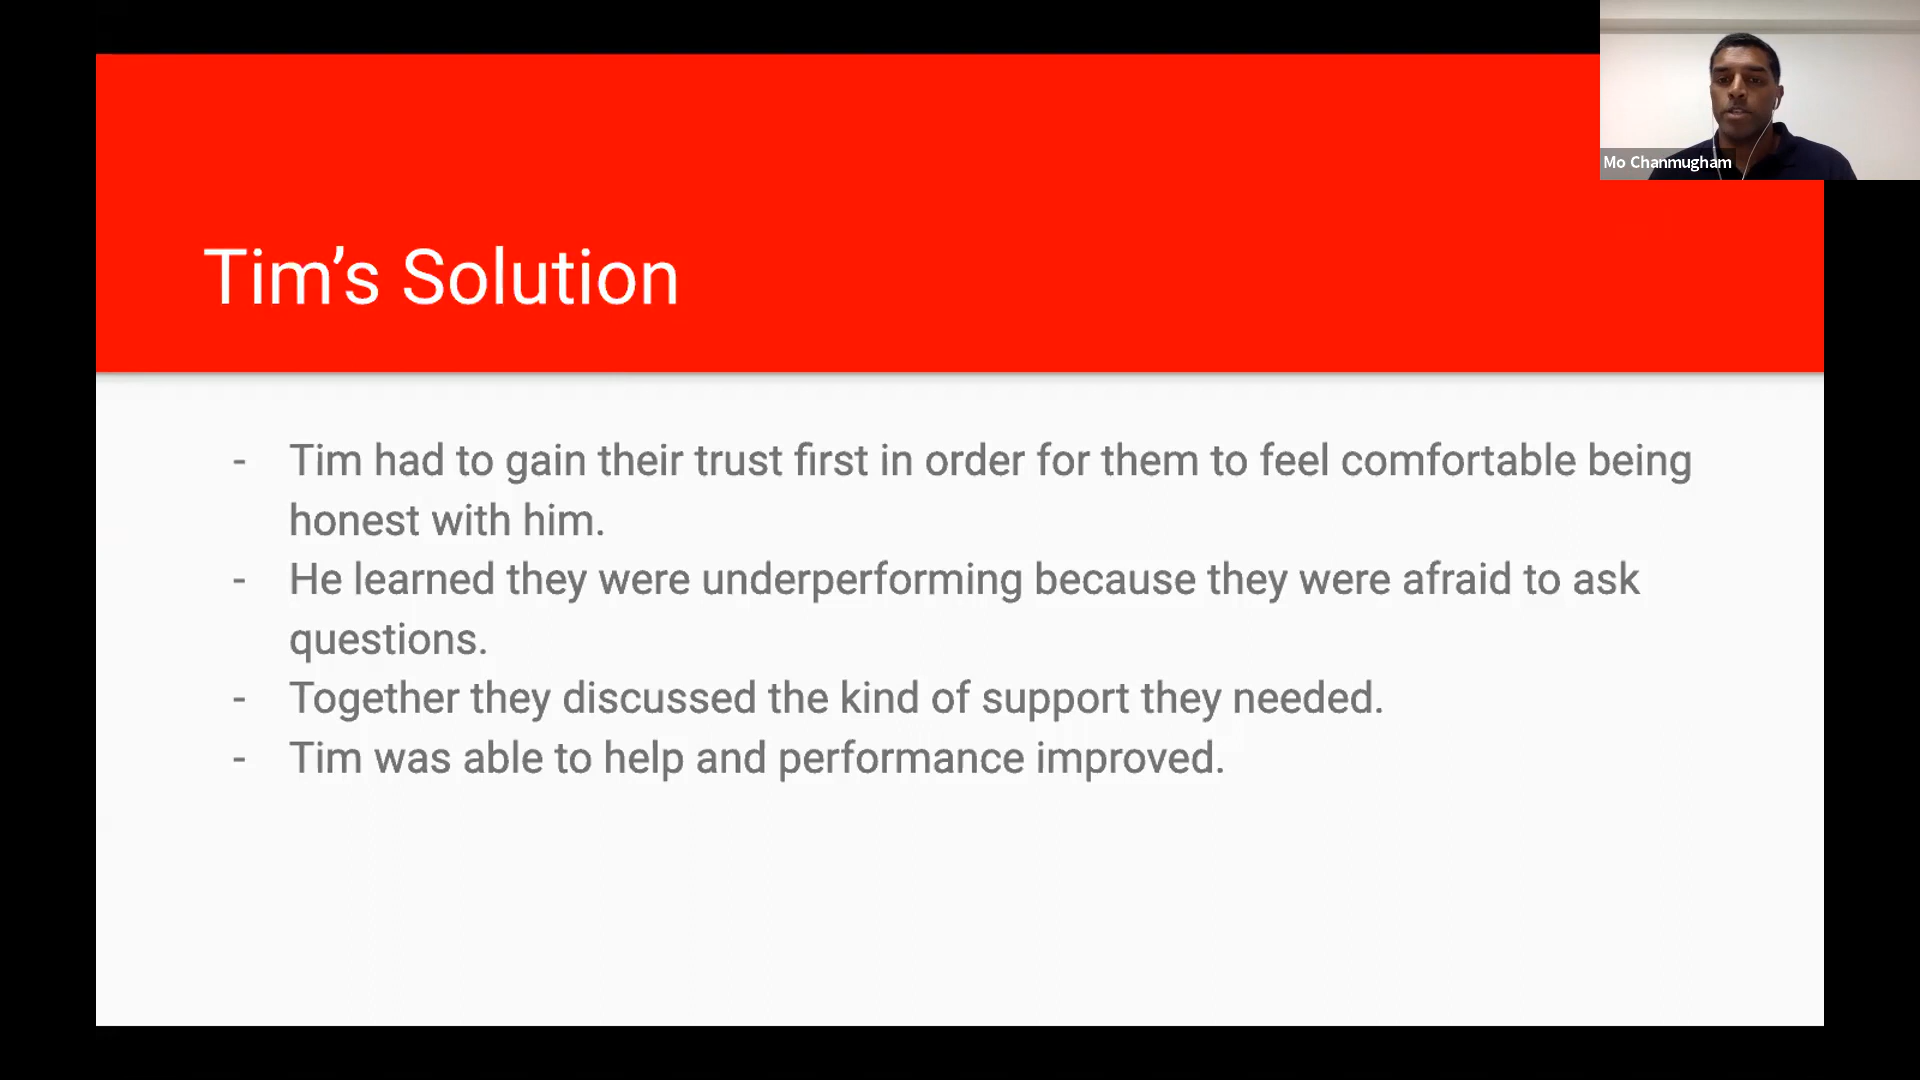 Mo Chanmugham
Tim’s Solution
- Tim had to gain their trust first in order for them to feel comfortable being
honest with him.
- He learned they were underperforming because they were afraid to ask
questions.
- Together they discussed the kind of support they needed.
- Tim was able to help and performance improved.